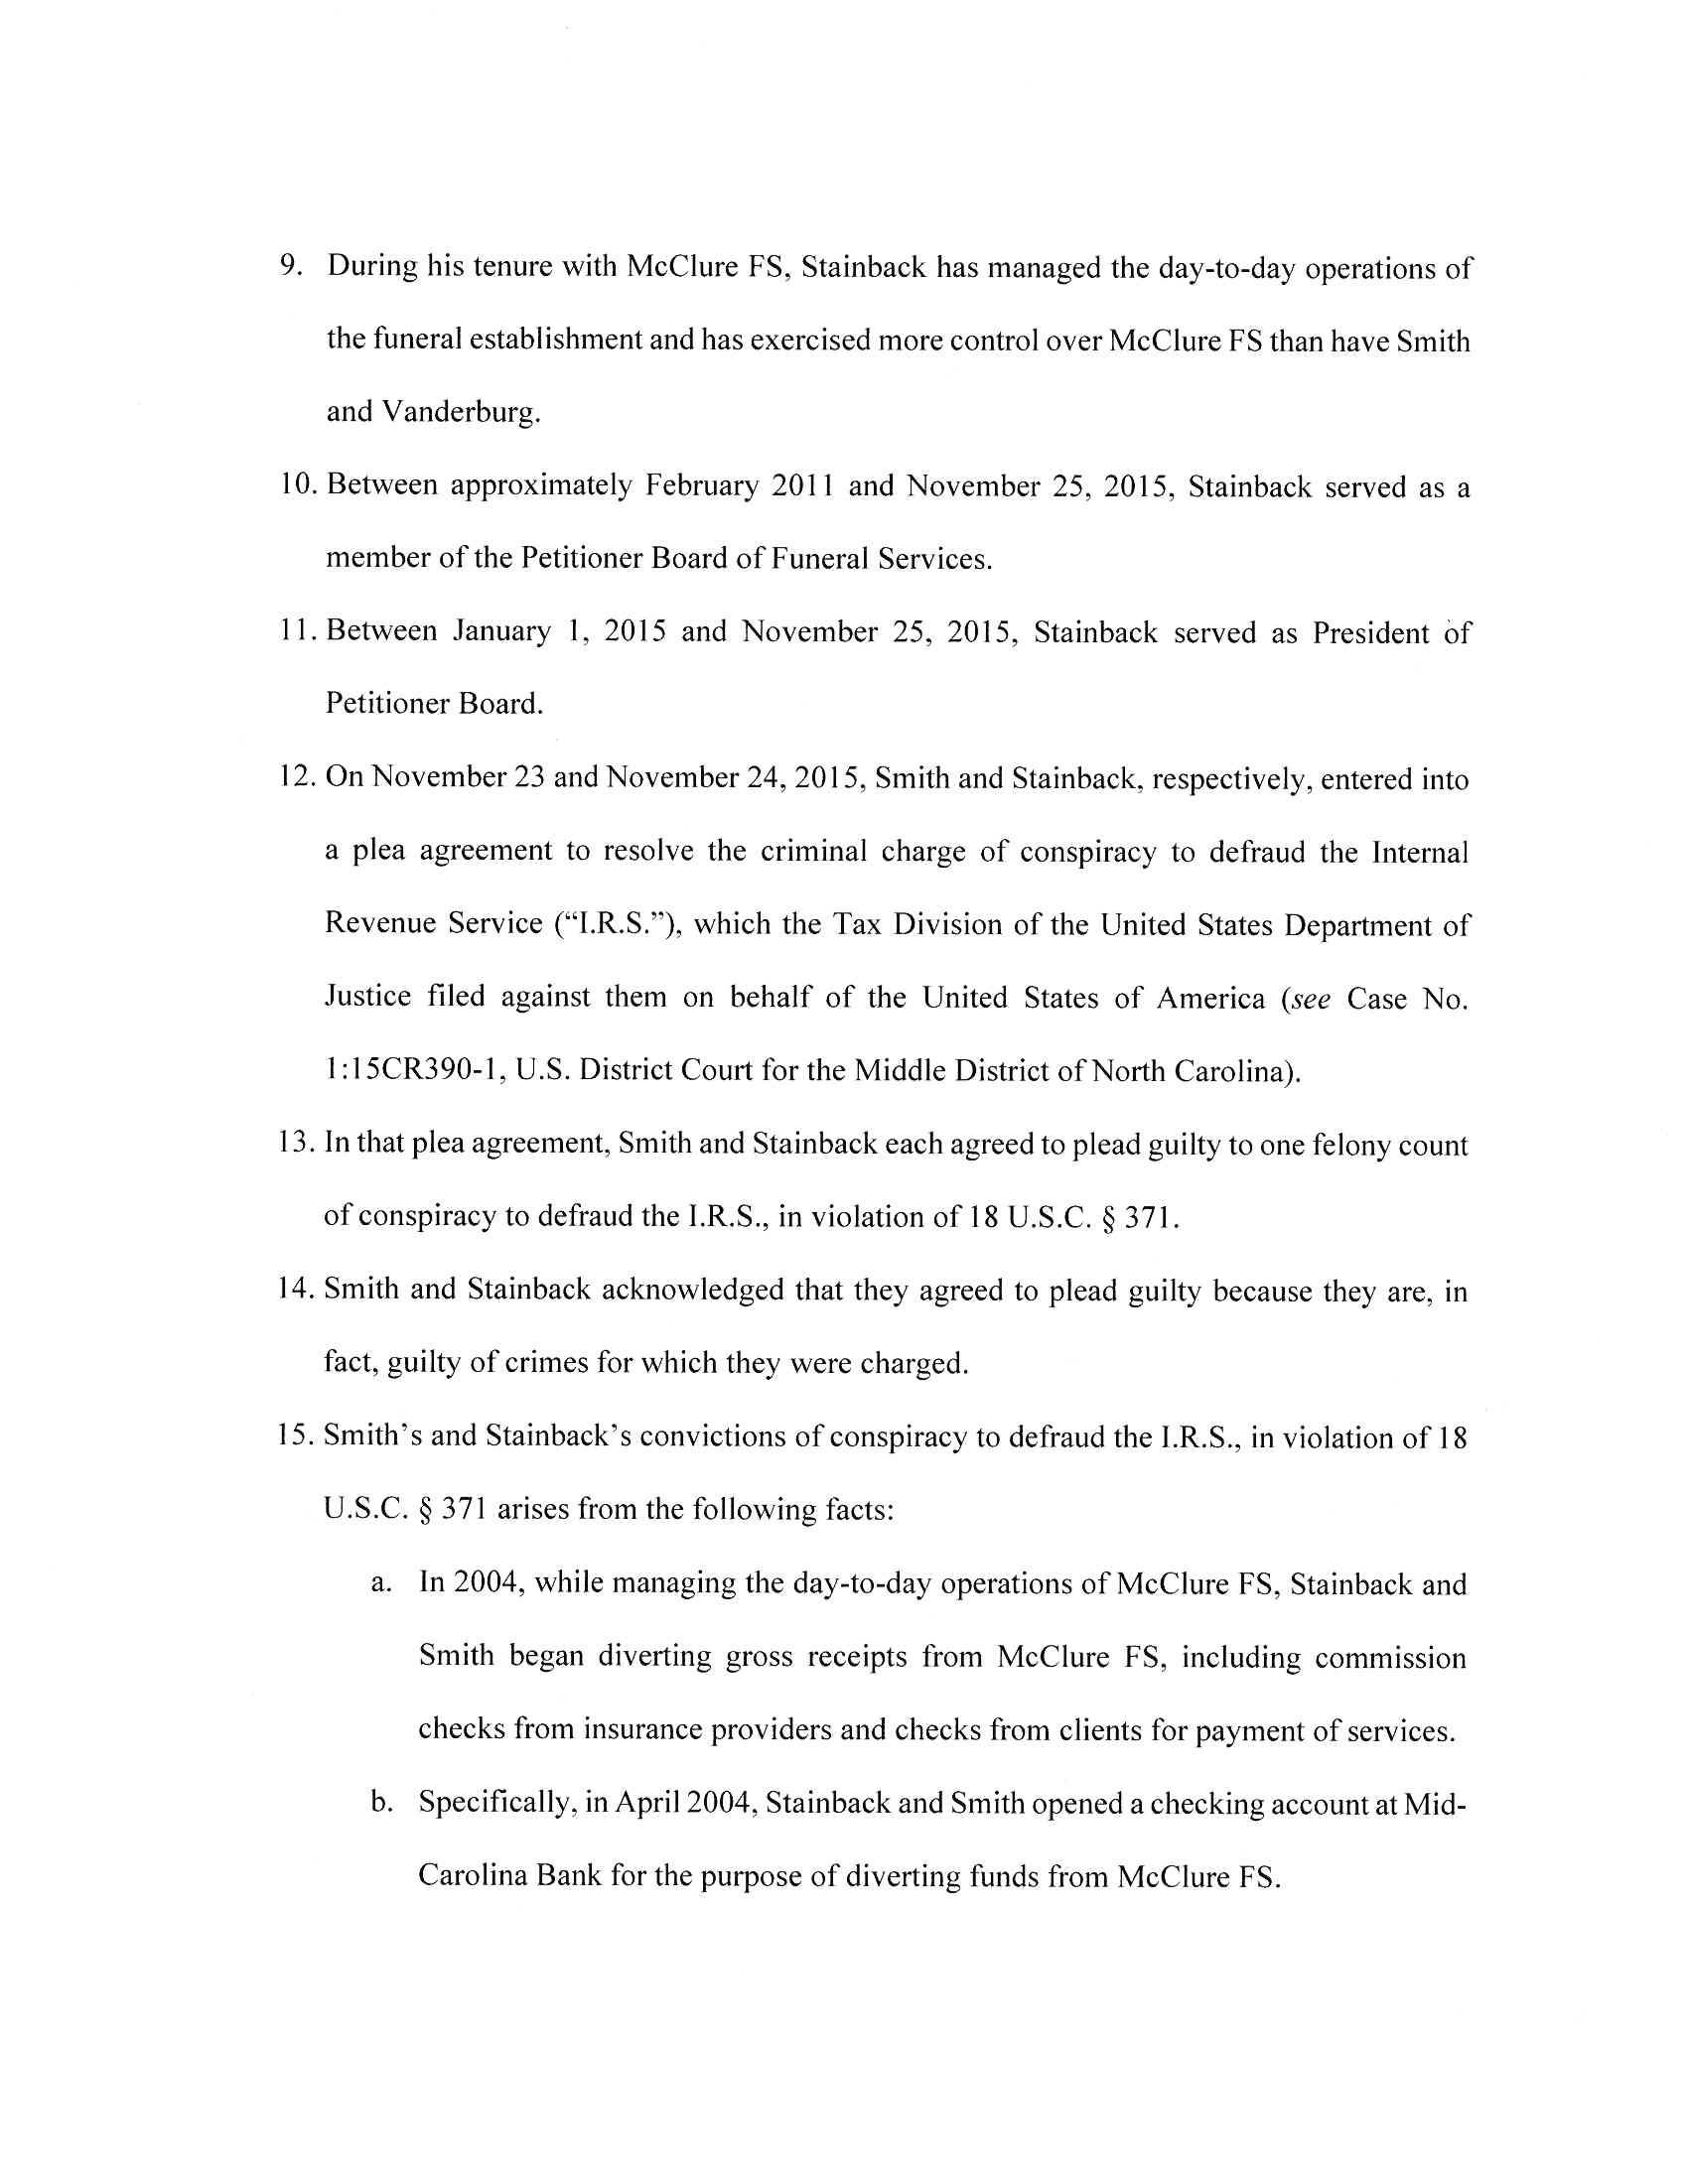 9. During his tenure with McClure FS, Stainback has managed the day-to-day operations of
the funeral establishment and has exercised more control over McClure FS than have Smith
and Vanderburg.
10. Between approximately February 2011 and November 25, 2015, Stainback served as a
member of the Petitioner Board of Funeral Services.
11. Between January 1, 2015 and November 25, 2015, Stainback served as President of
Petitioner Board.
12. On November 23 and November 24, 2015, Smith and Stainback, respectively, entered into
a plea agreement to resolve the criminal charge of conspiracy to defraud the Internal
Revenue Service (“I.R.S.”), which the Tax Division of the United States Department of
Justice filed against them on behalf of the United States of America (see Case No.
1:15CR390-1, U.S. District Court for the Middle District of North Carolina).
13. In that plea agreement, Smith and Stainback each agreed to plead guilty to one felony count
of conspiracy to defraud the I.R.S., in violation of 18 U.S.C. § 371.
14. Smith and Stainback acknowledged that they agreed to plead guilty because they are, in
fact, guilty of crimes for which they were charged.
15. Smith’s and Stainback’s convictions of conspiracy to defraud the I.R.S., in violation of 18
U.S.C. § 371 arises from the following facts:
a. In 2004, while managing the day-to-day operations of McClure FS, Stainback and
Smith began diverting gross receipts from McClure FS, including commission
checks from insurance providers and checks from clients for payment of services.
b. Specifically, in April 2004, Stainback and Smith opened a checking account at Mid-
Carolina Bank for the purpose of diverting funds from McClure FS.